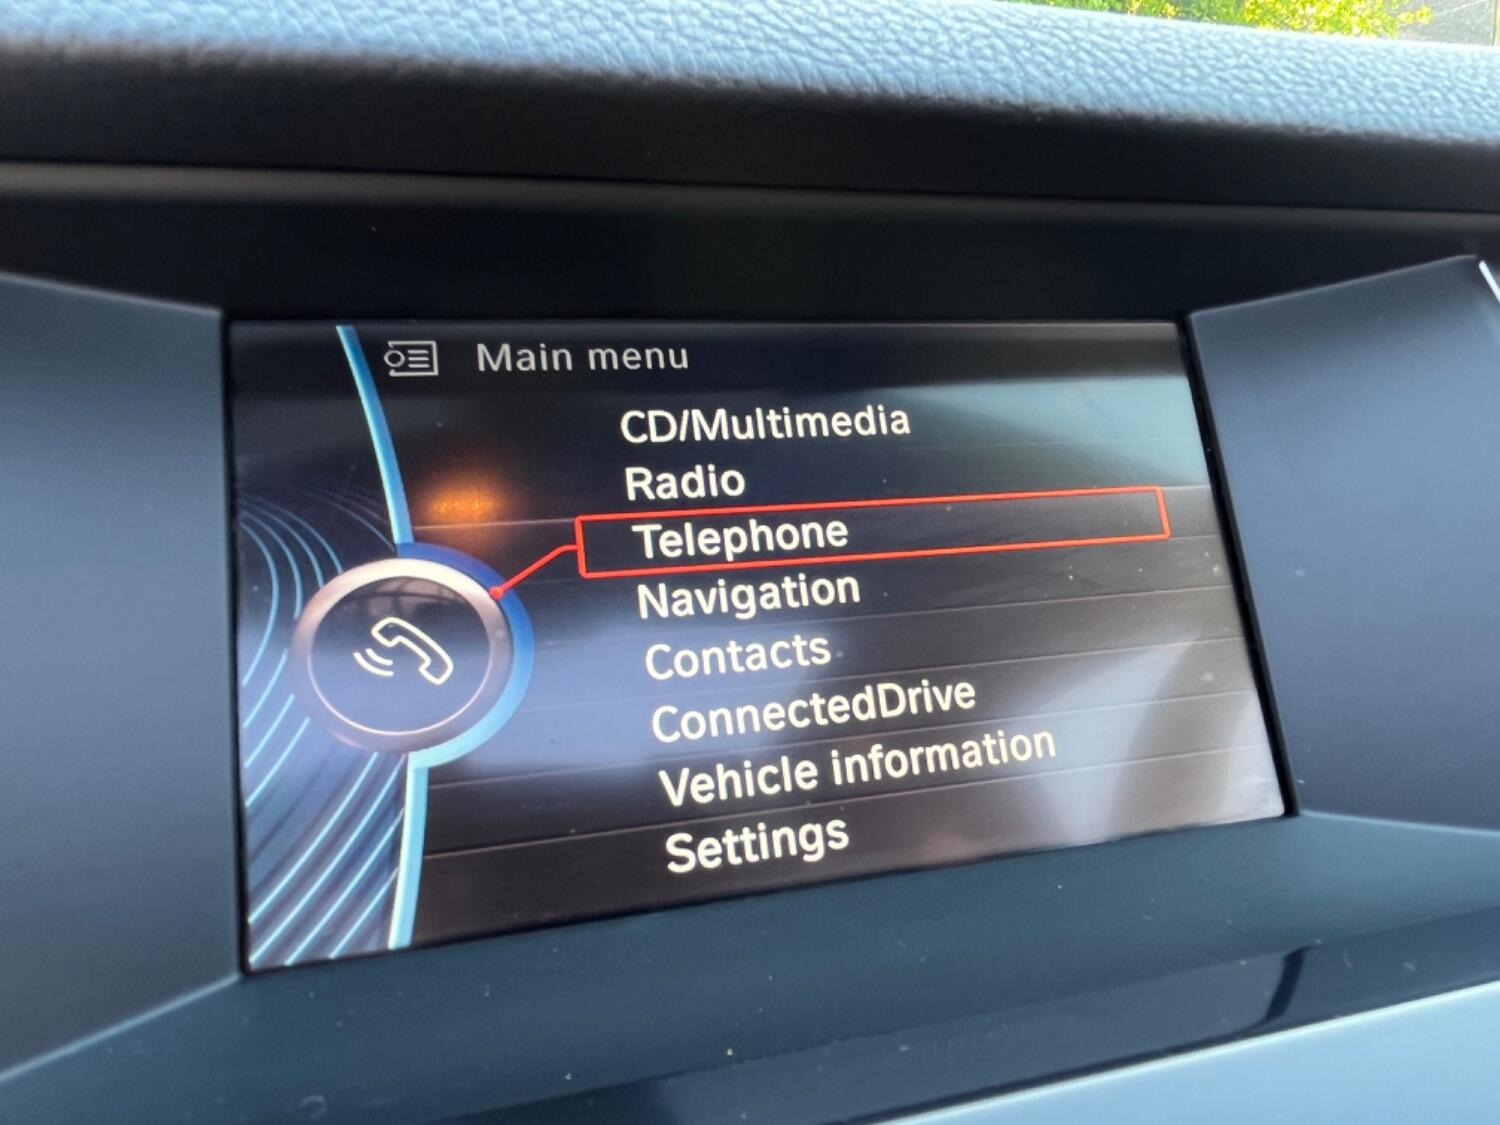 Main menu
CD/Multimedia
Radio
Telephone
Navigation
Contacts
ConnectedDrive
Vehicle information
Settings